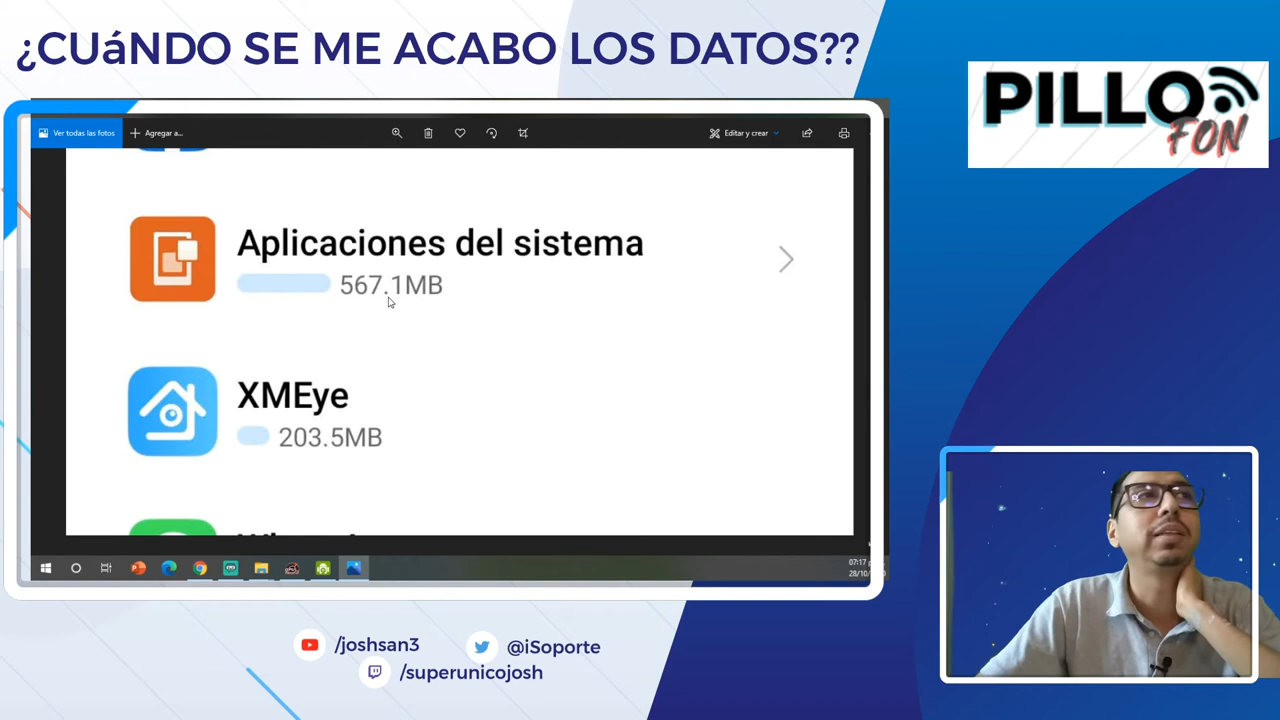 ¿CUáNDO SE ME ACABO LOS DATOS??
PILLO
FON
Ver todas las fotos
Agregar a...
Editar y crear
Aplicaciones del sistema
567.1MB
XMEye
203.5MB
07:17
28/10/
/joshsan3
@iSoporte
/superunicojosh